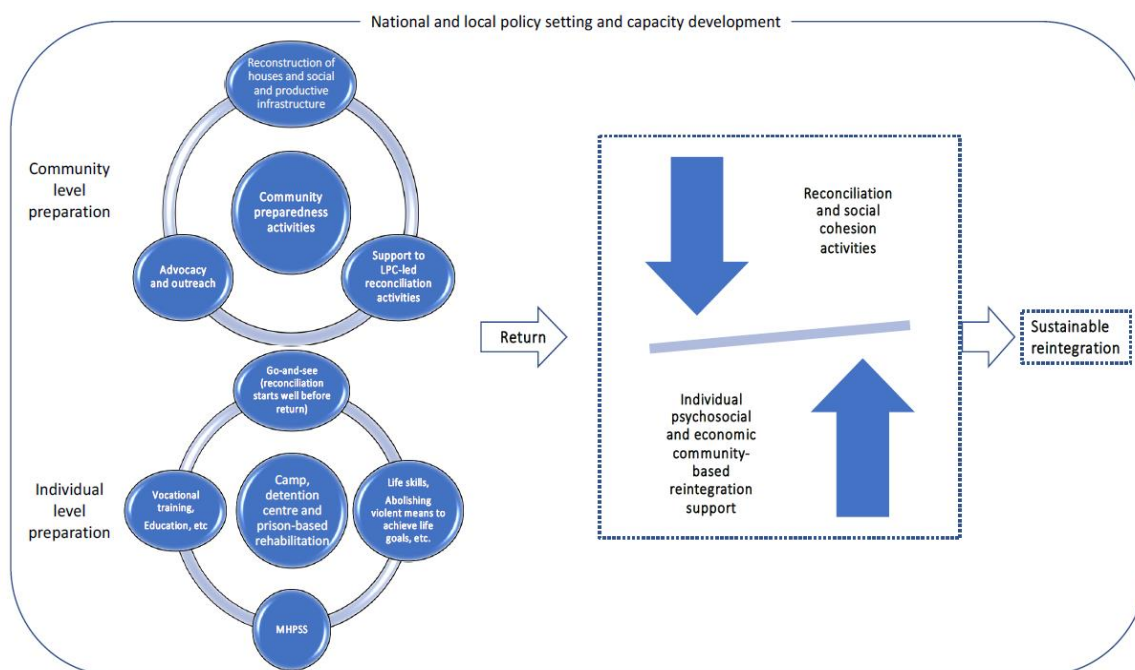 National and local policy setting and capacity development
Community
level
preparation
Reconstruction of
houses and social
and productive
infrastructure
Community
preparedness
activities
Advocacy
and outreach
Support to
LPC-led
reconciliation
activities
Individual
level
preparation
Go-and-see
(reconciliation
starts well before
return)
Vocational
training,
Education, etc
Camp,
detention
centre and
prison-based
rehabilitation
Life skills,
Abolishing
violent means to
achieve life
goals, etc.
MHPSS
Return
Reconciliation
and social
cohesion
activities
Individual
psychosocial
and economic
community-
based
reintegration
support
Sustainable
reintegration